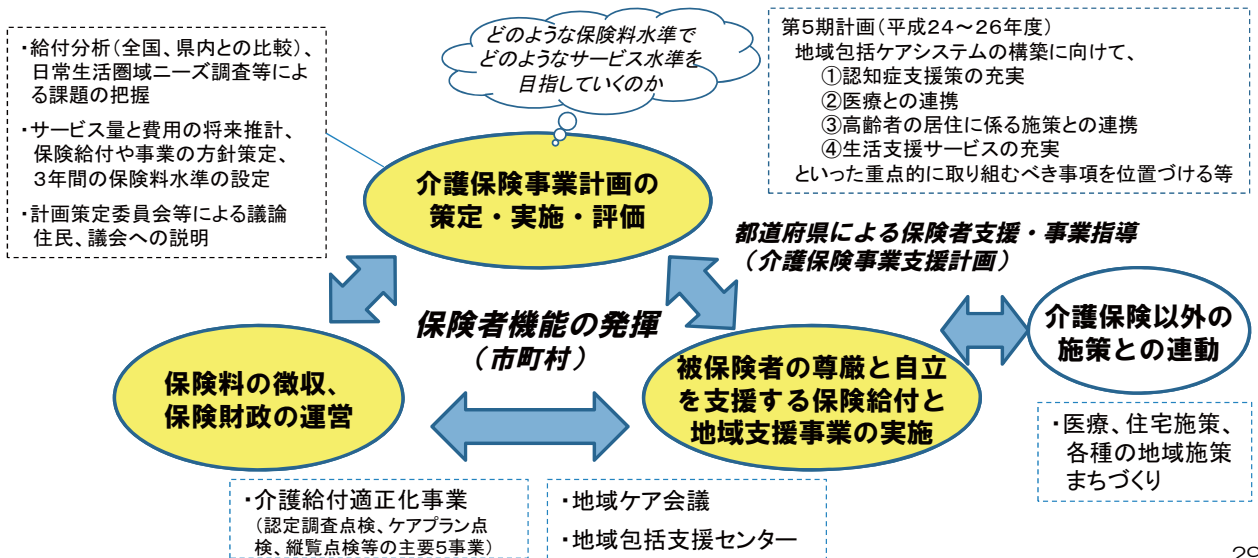 ・給付分析(全国、県内との比較)、
日常生活圏域ニーズ調査等によ
る課題の把握
・サービス量と費用の将来推計、
保険給付や事業の方針策定、
3年間の保険料水準の設定
・計画策定委員会等による議論
住民、議会への説明
どのような保険料水準で
どのようなサービス水準を
目指していくのか
第5期計画(平成24～26年度)
地域包括ケアシステムの構築に向けて、
①認知症支援策の充実
②医療との連携
③高齢者の居住に係る施策との連携
④生活支援サービスの充実
といった重点的に取り組むべき事項を位置づける等
介護保険事業計画の
策定・実施・評価
都道府県による保険者支援・事業指導
(介護保険事業支援計画)
保険者機能の発揮
(市町村)
介護保険以外の
施策との連動
保険料の徴収、
保険財政の運営
被保険者の尊厳と自立
を支援する保険給付と
地域支援事業の実施
・医療、住宅施策、
各種の地域施策
まちづくり
・介護給付適正化事業
(認定調査点検、ケアプラン点
検、縦覧点検等の主要5事業)
・地域ケア会議
・地域包括支援センター
29